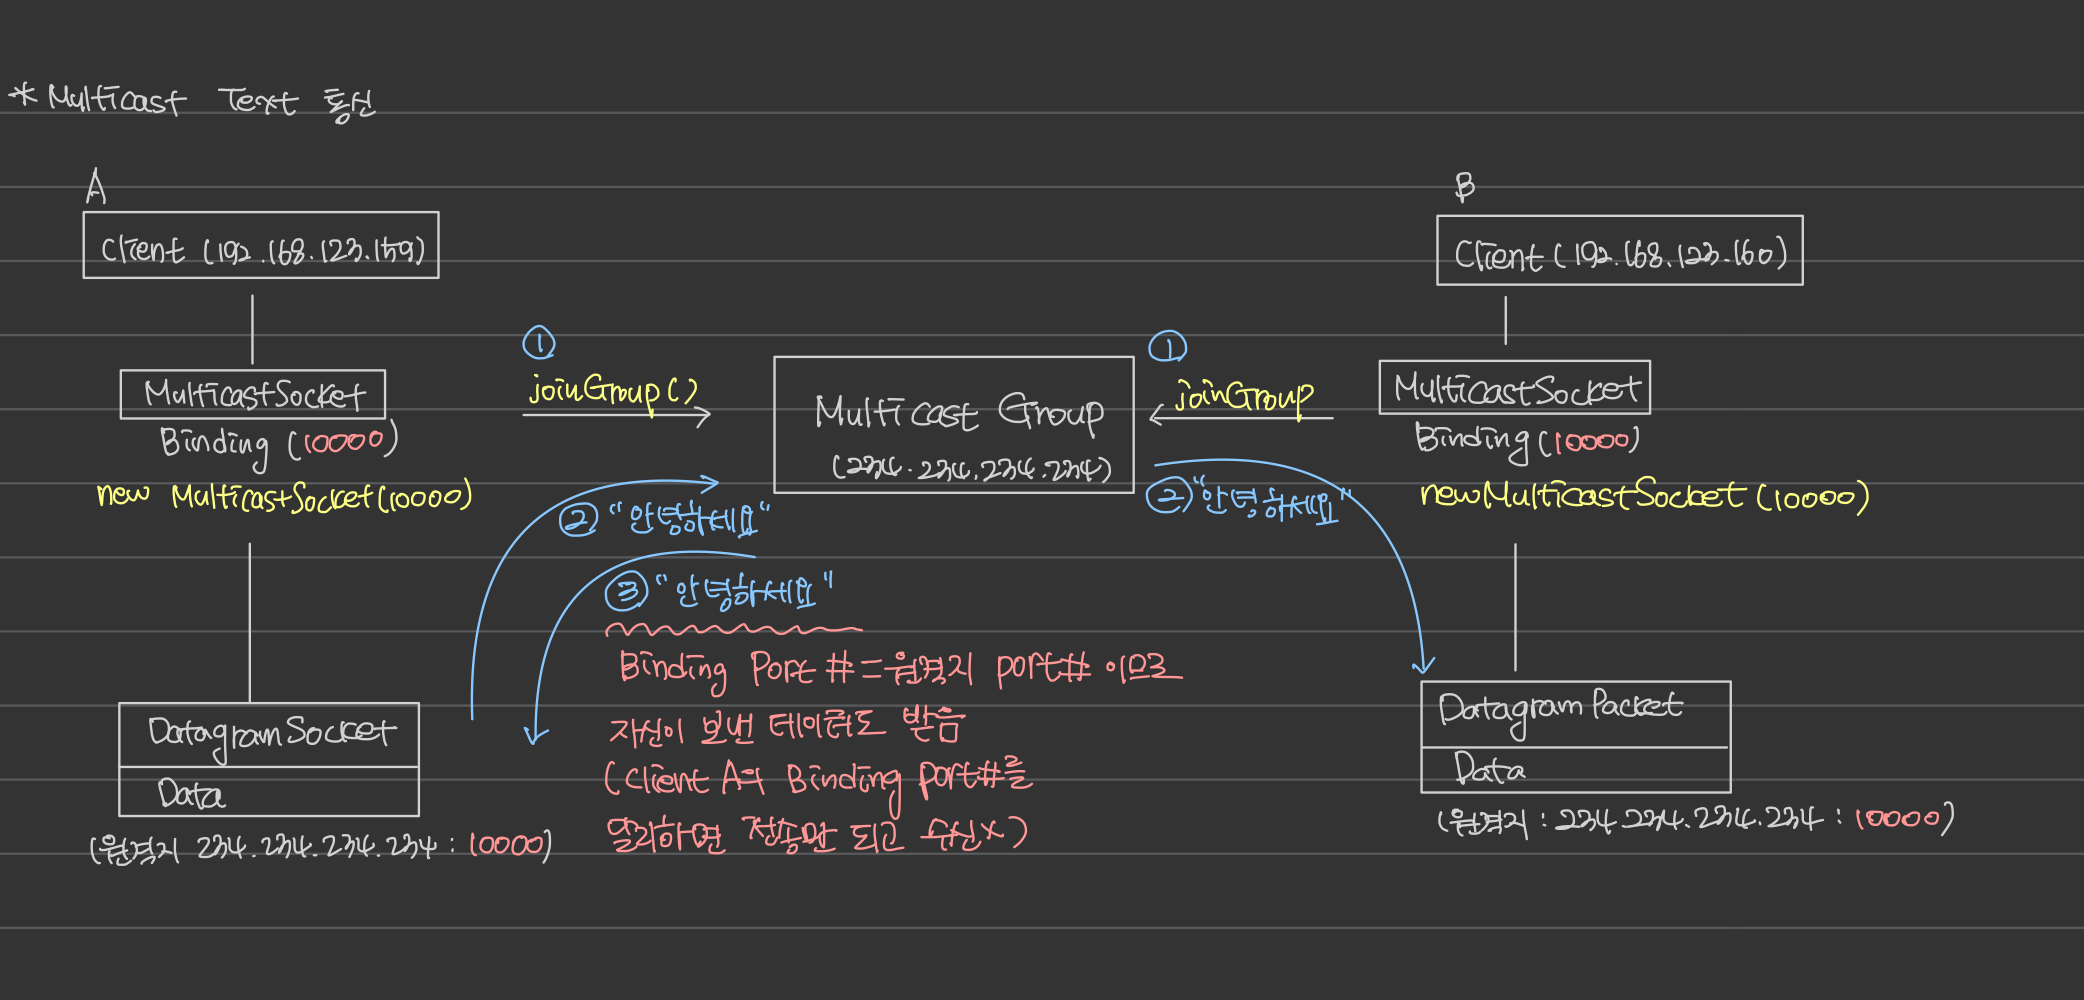 * Multicast Text 통신
A
Client (192.168.123.159)
MulticastSocket
Binding (10000)
new MulticastSocket(10000)
DatagramSocket
Data
(원격지 234.234.234.234 : 10000)
①
joinGroup()
② "안녕하세요"
③ "안녕하세요"
Binding Port # = 원격지 port# 이므로
자신이 보낸 데이터도 받음
(Client A의 Binding port#를
달리하면 전송만 되고 수신x)
Multicast Group
(234.234.234.234)
①
joinGroup
② "안녕하세요"
B
Client (192.168.123.160)
MulticastSocket
Binding (10000)
new MulticastSocket (10000)
Datagram Packet
Data
(원격지 : 234.234.234.234 : 10000)